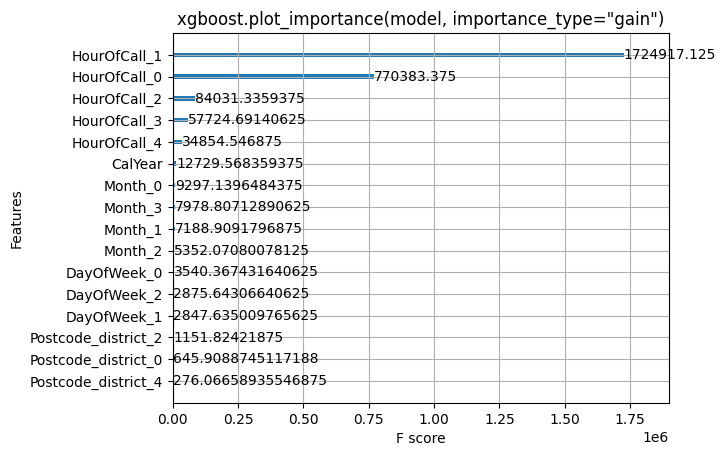 xgboost.plot_importance(model, importance_type="gain")
HourOfCall_1 1724917.125
HourOfCall_0 770383.375
HourOfCall_2 84031.3359375
HourOfCall_3 57724.69140625
HourOfCall_4 34854.546875
CalYear 12729.568359375
Month_0 9297.1396484375
Month_3 7978.80712890625
Month_1 7188.9091796875
Month_2 5352.07080078125
DayOfWeek_0 3540.367431640625
DayOfWeek_2 2875.64306640625
DayOfWeek_1 2847.635009765625
Postcode_district_2 1151.82421875
Postcode_district_0 645.9088745117188
Postcode_district_4 276.06658935546875
Features
0.00 0.25 0.50 0.75 1.00 1.25 1.50 1.75
F score
1e6